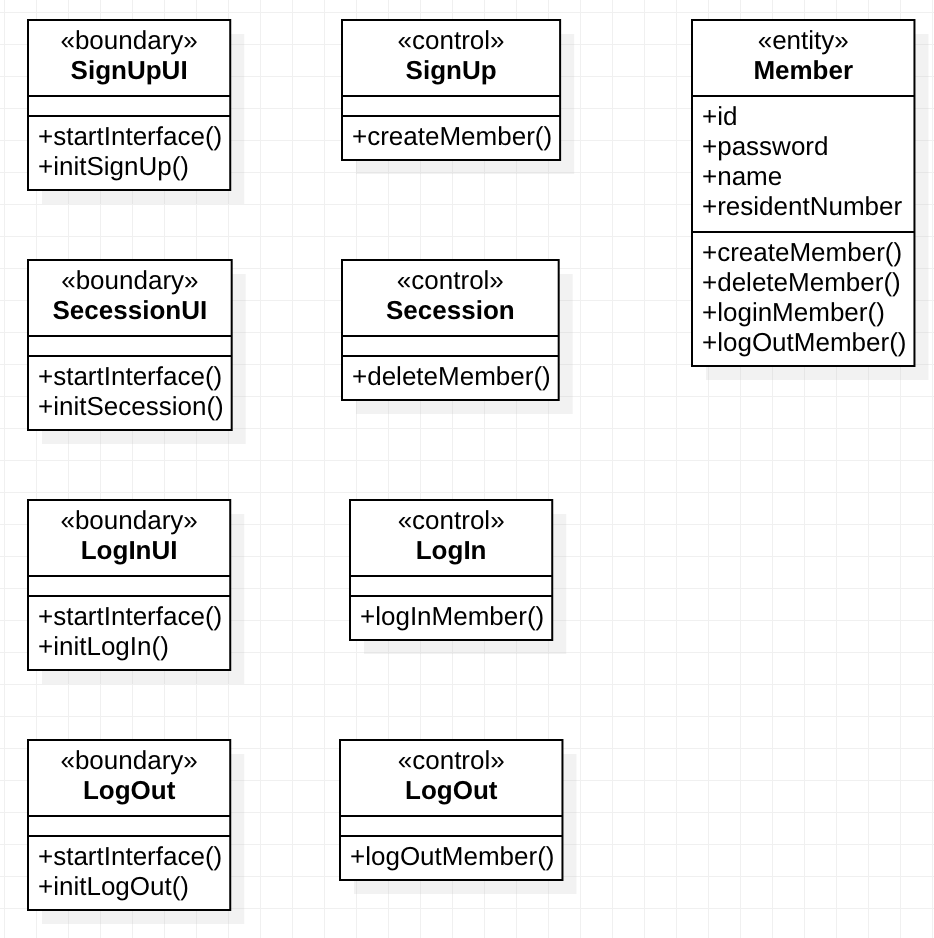 «boundary»
SignUpUI
+startInterface()
+initSignUp()
«control»
SignUp
+createMember()
«entity»
Member
+id
+password
+name
+residentNumber
+createMember()
+deleteMember()
+loginMember()
+logOutMember()
«boundary»
SecessionUI
+startInterface()
+initSecession()
«control»
Secession
+deleteMember()
«boundary»
LogInUI
+startInterface()
+initLogIn()
«control»
LogIn
+logInMember()
«boundary»
LogOut
+startInterface()
+initLogOut()
«control»
LogOut
+logOutMember()